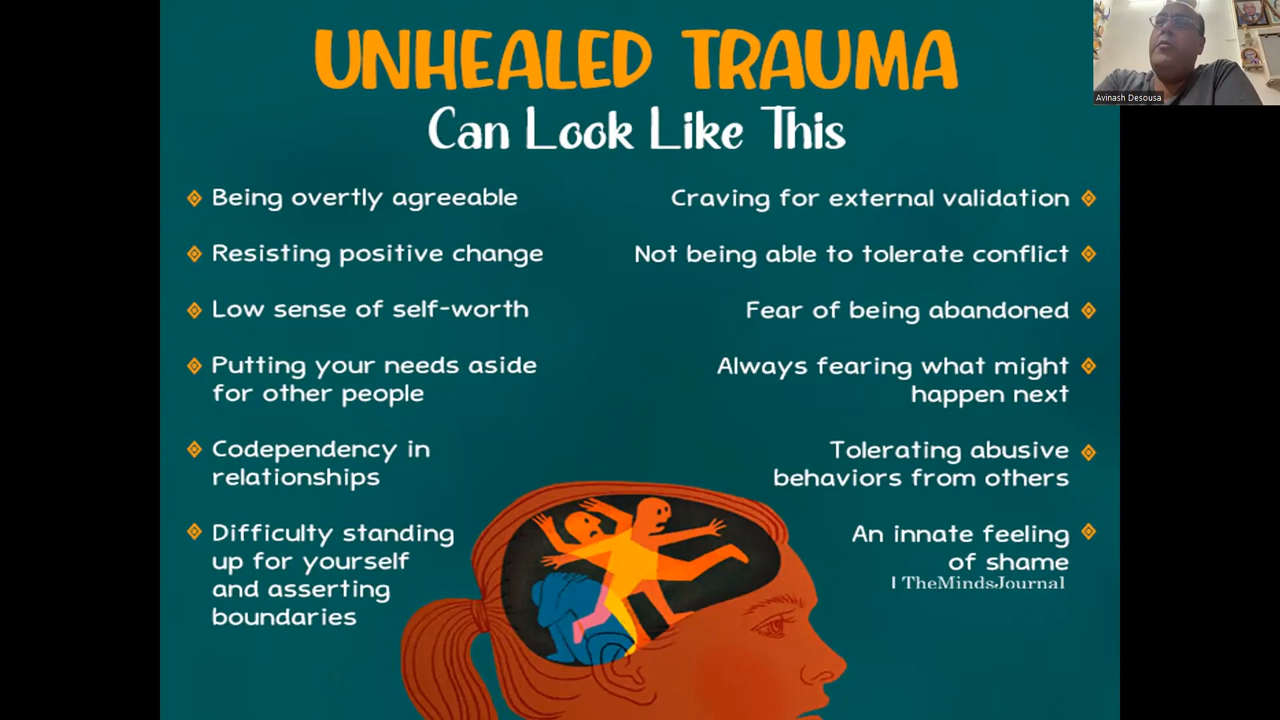 UNHEALED TRAUMA
Can Look Like This
Being overtly agreeable
Resisting positive change
Low sense of self-worth
Putting your needs aside
for other people
Codependency in
relationships
Difficulty standing
up for yourself
and asserting
boundaries
Craving for external validation
Not being able to tolerate conflict
Fear of being abandoned
Always fearing what might
happen next
Tolerating abusive
behaviors from others
An innate feeling
of shame
| TheMindsJournal
Avinash Desousa